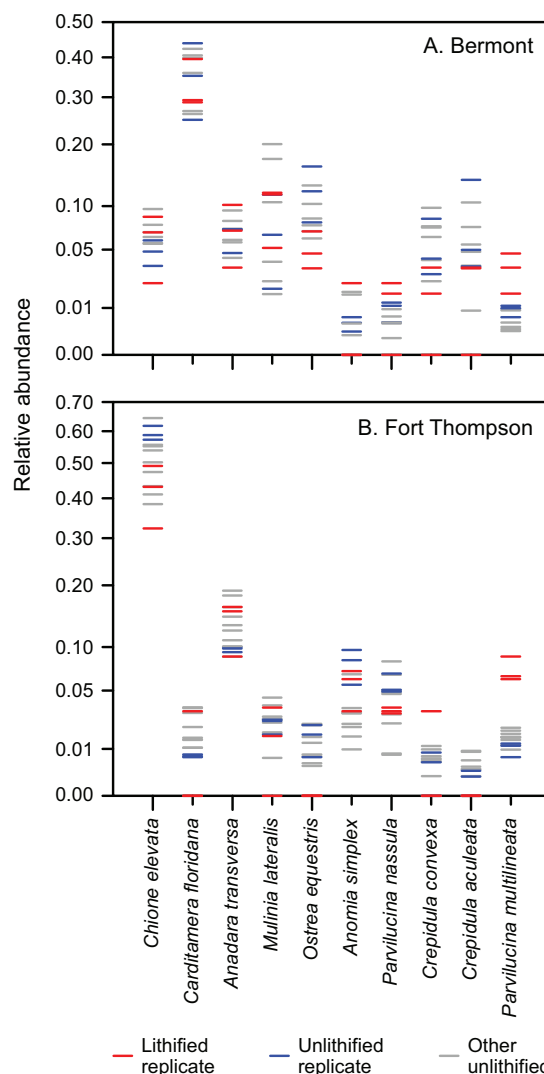 0.50
A. Bermont
0.40
0.30
0.20
0.10
0.05
0.01
0.00
Relative abundance
0.70
B. Fort Thompson
0.60
0.50
0.40
0.30
0.20
0.10
0.05
0.01
0.00
Chione elevata
Carditamera floridana
Anadara transversa
Mulinia lateralis
Ostrea equestris
Anomia simplex
Parvilucina nassula
Crepidula convexa
Crepidula aculeata
Parvilucina multilineata
Lithified replicate
Unlithified replicate
Other unlithified